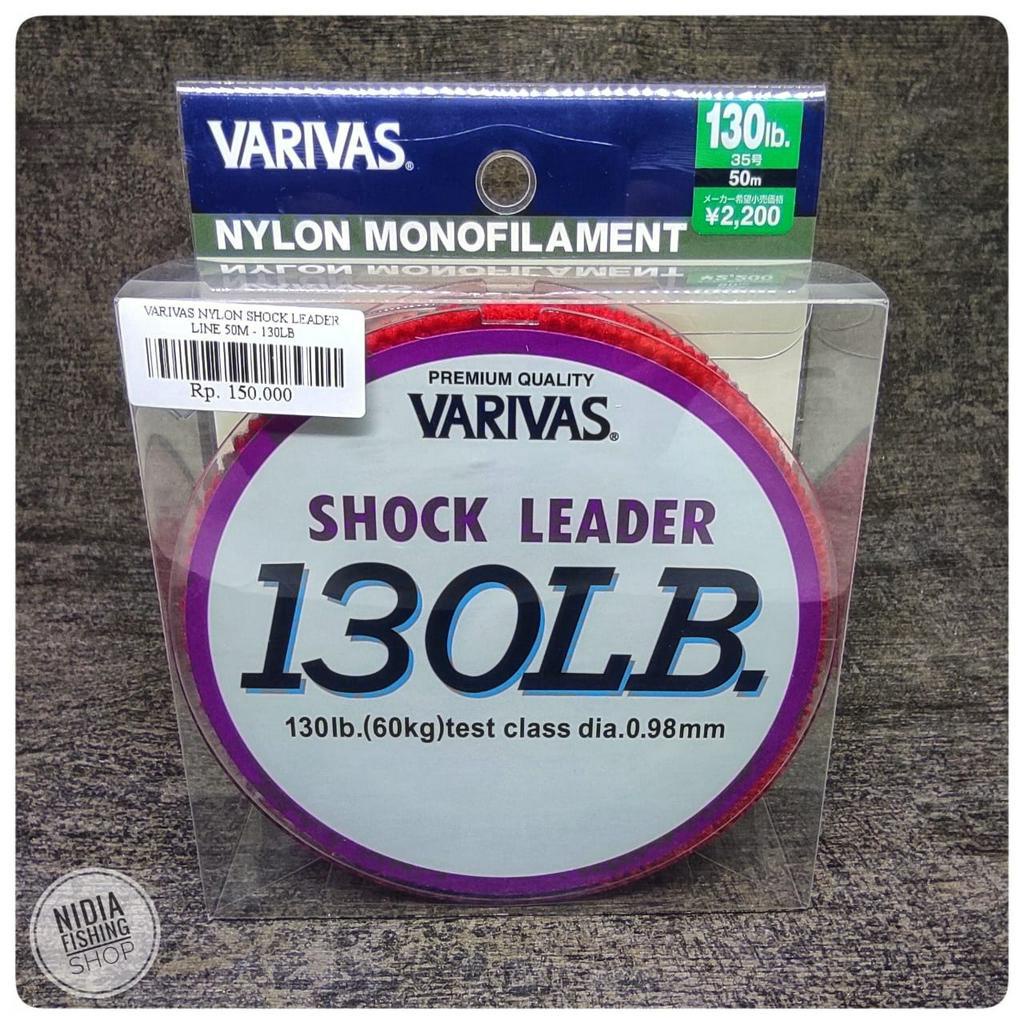 VARIVAS®
130lb.
35号
50m
メーカー希望小売価格
¥2,200
NYLON MONOFILAMENT
VARIVAS NYLON SHOCK LEADER
LINE 50M - 130LB
Rp. 150.000
PREMIUM QUALITY
VARIVAS®
SHOCK LEADER
130LB.
130lb.(60kg)test class dia.0.98mm
NIDIA
FISHING
SHOP